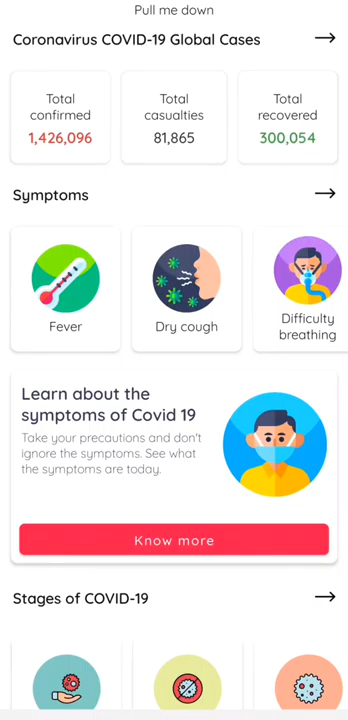 Pull me down
Coronavirus COVID-19 Global Cases
Total
confirmed
1,426,096
Total
casualties
81,865
Total
recovered
300,054
Symptoms
Fever
Dry cough
Difficulty
breathing
Learn about the
symptoms of Covid 19
Take your precautions and don't
ignore the symptoms. See what
the symptoms are today.
Know more
Stages of COVID-19